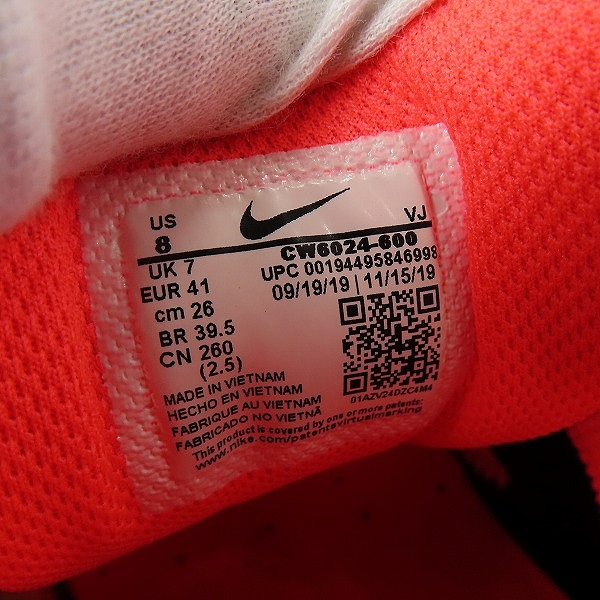 US VJ
8 CW6024-600
UK 7 UPC 00194495846998
EUR 41 09/19/19 | 11/15/19
cm 26
BR 39.5
CN 260
(2.5)
MADE IN VIETNAM
HECHO EN VIETNAM
FABRIQUE AU VIETNAM
FABRICADO NO VIETNÃ
01AZV24DZC4M4
This product is covered by one or more patents:
www.nike.com/patentsvirtualmarking